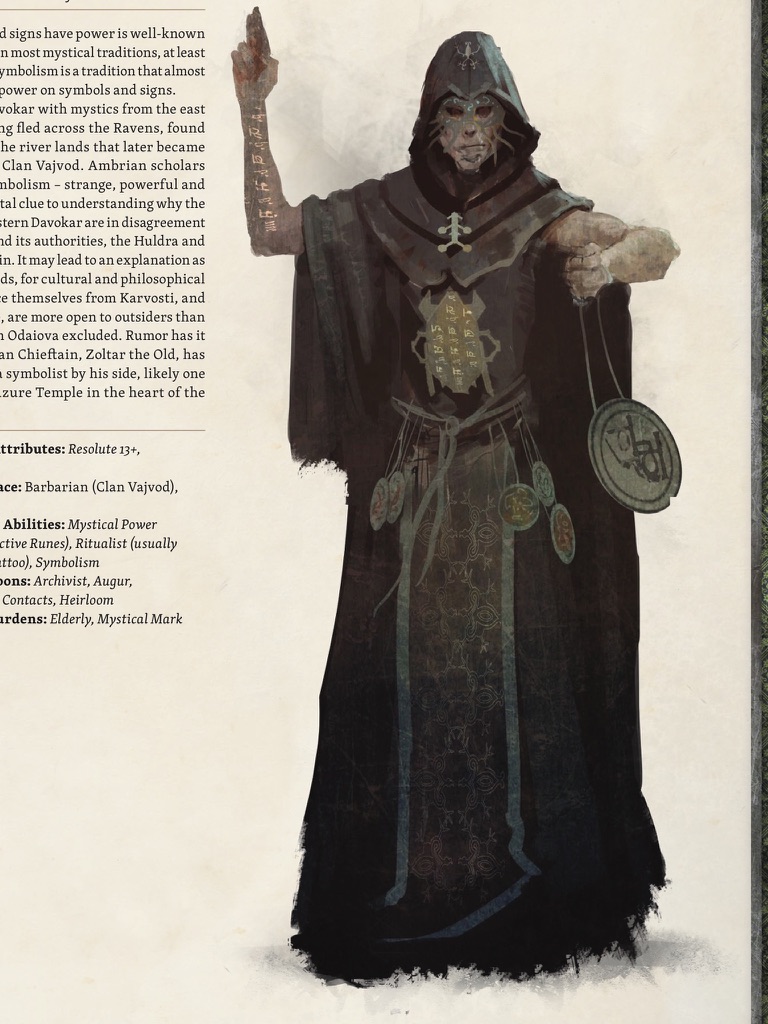 d signs have power is well-known
n most mystical traditions, at least
ymbolism is a tradition that almost
power on symbols and signs.
vokar with mystics from the east
ng fled across the Ravens, found
he river lands that later became
Clan Vajvod. Ambrian scholars
mbolism – strange, powerful and
tal clue to understanding why the
stern Davokar are in disagreement
nd its authorities, the Huldra and
in. It may lead to an explanation as
ds, for cultural and philosophical
ce themselves from Karvosti, and
, are more open to outsiders than
n Odaiova excluded. Rumor has it
an Chieftain, Zoltar the Old, has
a symbolist by his side, likely one
azure Temple in the heart of the
ttributes: Resolute 13+,
ace: Barbarian (Clan Vajvod),
Abilities: Mystical Power
ctive Runes), Ritualist (usually
attoo), Symbolism
oons: Archivist, Augur,
Contacts, Heirloom
urdens: Elderly, Mystical Mark